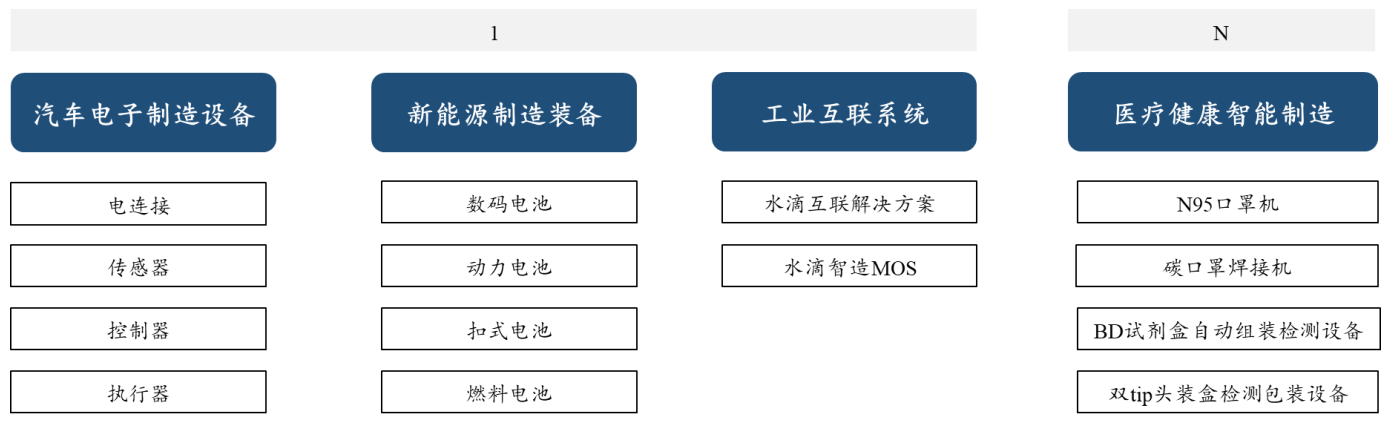 1
N
汽车电子制造设备
新能源制造装备
工业互联系统
医疗健康智能制造
电连接
数码电池
水滴互联解决方案
N95口罩机
传感器
动力电池
水滴智造MOS
碳口罩焊接机
控制器
扣式电池
BD试剂盒自动组装检测设备
执行器
燃料电池
双tip头装盒检测包装设备